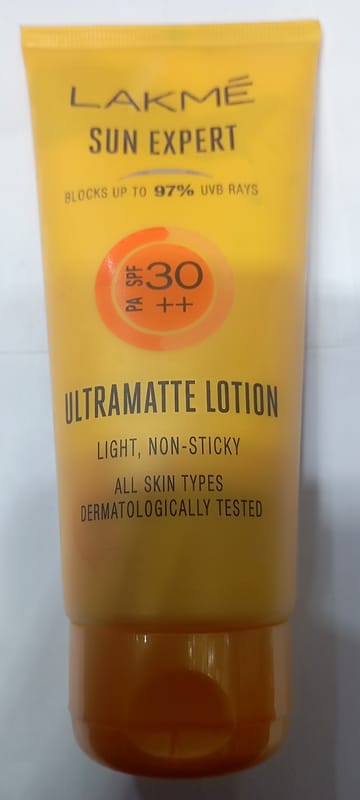 LAKMÉ
SUN EXPERT
BLOCKS UP TO 97% UVB RAYS
SPF 30
PA ++
ULTRAMATTE LOTION
LIGHT, NON-STICKY
ALL SKIN TYPES
DERMATOLOGICALLY TESTED